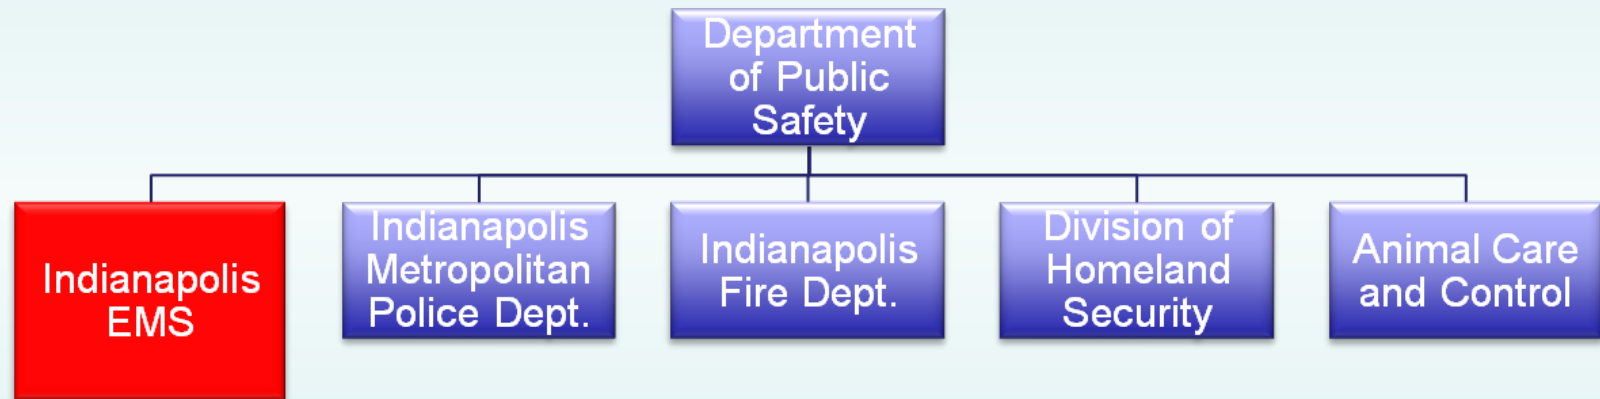 Department
of Public
Safety
Indianapolis
EMS
Indianapolis
Metropolitan
Police Dept.
Indianapolis
Fire Dept.
Division of
Homeland
Security
Animal Care
and Control